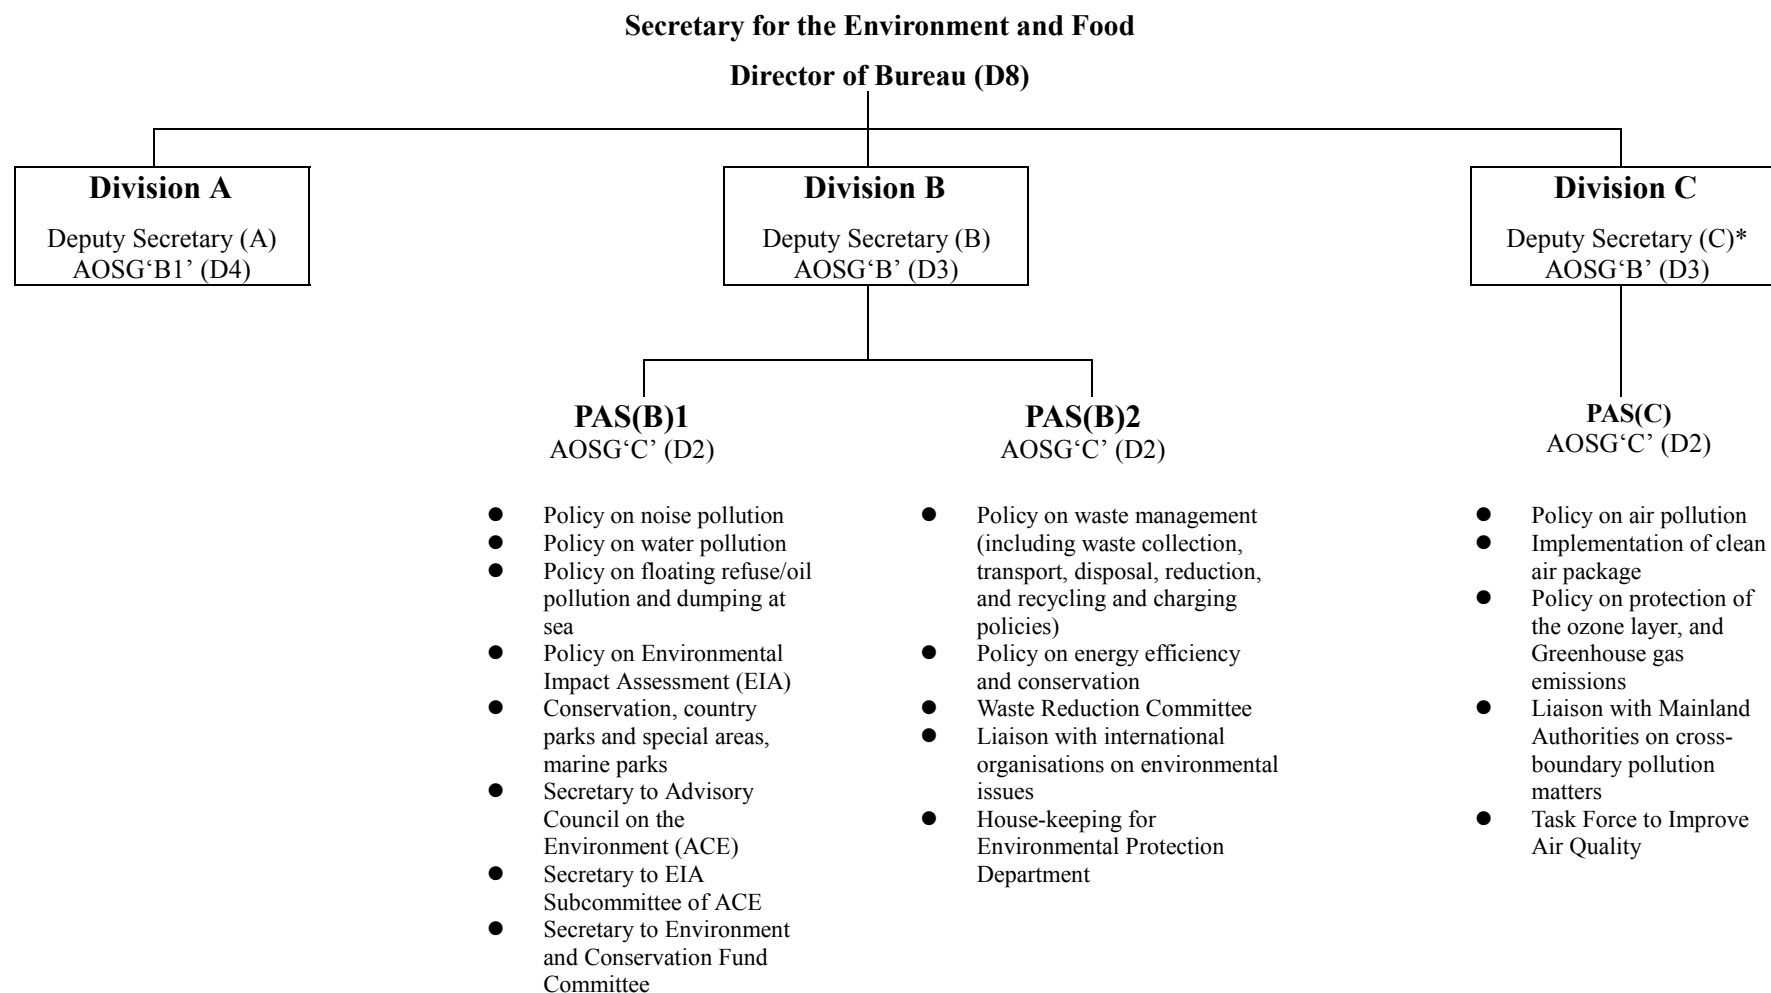 Secretary for the Environment and Food
Director of Bureau (D8)
Division A
Deputy Secretary (A)
AOSG‘B1’ (D4)
Division B
Deputy Secretary (B)
AOSG‘B’ (D3)
Division C
Deputy Secretary (C)*
AOSG‘B’ (D3)
PAS(B)1
AOSG‘C’ (D2)
● Policy on noise pollution
● Policy on water pollution
● Policy on floating refuse/oil
pollution and dumping at
sea
● Policy on Environmental
Impact Assessment (EIA)
● Conservation, country
parks and special areas,
marine parks
● Secretary to Advisory
Council on the
Environment (ACE)
● Secretary to EIA
Subcommittee of ACE
● Secretary to Environment
and Conservation Fund
Committee
PAS(B)2
AOSG‘C’ (D2)
● Policy on waste management
(including waste collection,
transport, disposal, reduction,
and recycling and charging
policies)
● Policy on energy efficiency
and conservation
● Waste Reduction Committee
● Liaison with international
organisations on environmental
issues
● House-keeping for
Environmental Protection
Department
PAS(C)
AOSG‘C’ (D2)
● Policy on air pollution
● Implementation of clean
air package
● Policy on protection of
the ozone layer, and
Greenhouse gas
emissions
● Liaison with Mainland
Authorities on cross-
boundary pollution
matters
● Task Force to Improve
Air Quality